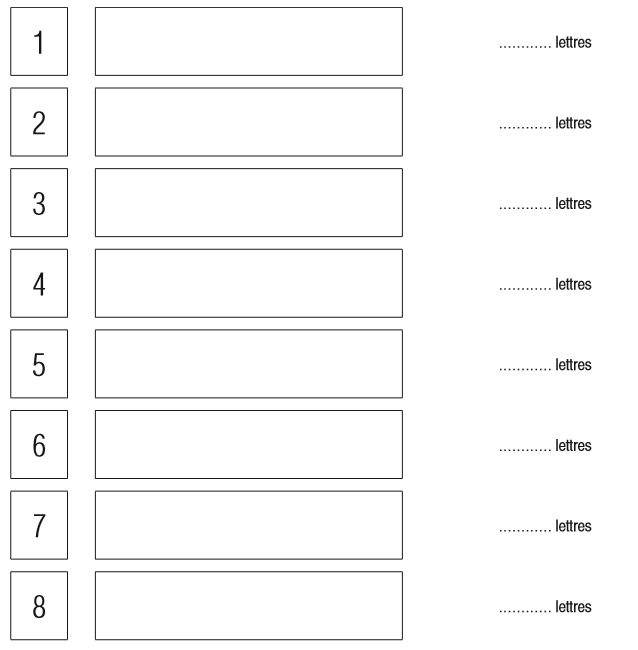 1 ............ lettres
2 ............ lettres
3 ............ lettres
4 ............ lettres
5 ............ lettres
6 ............ lettres
7 ............ lettres
8 ............ lettres